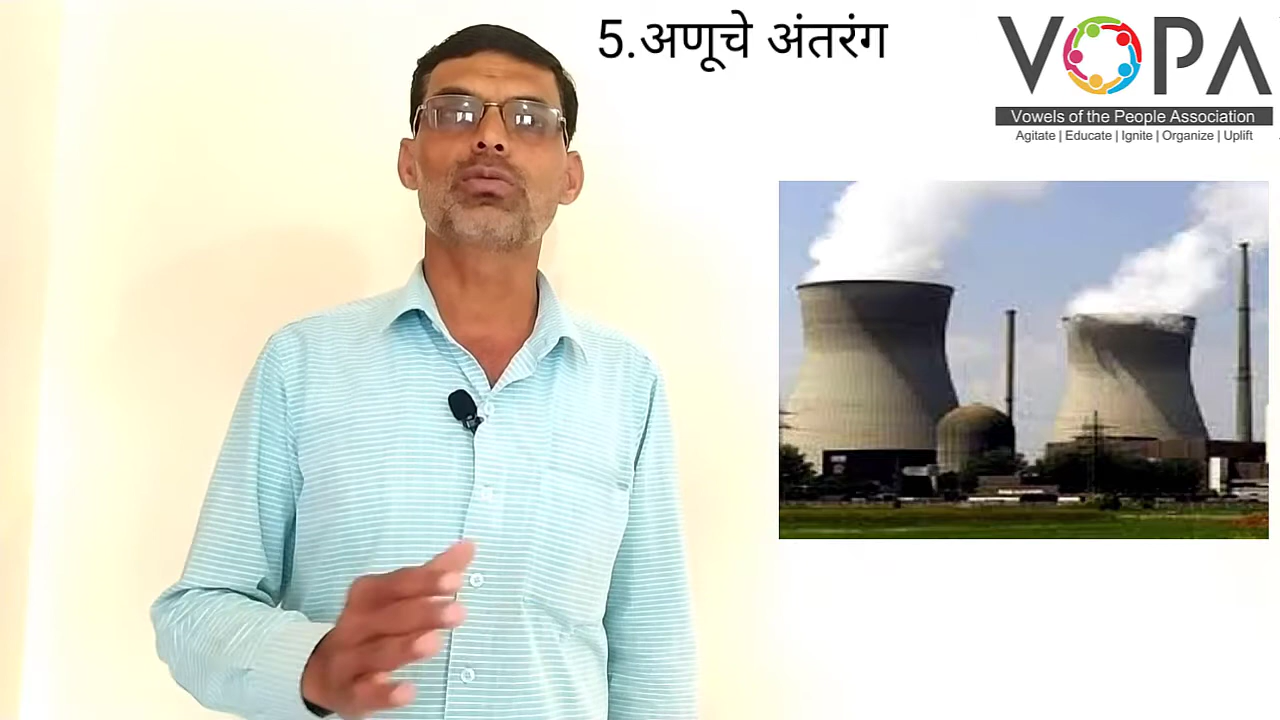 5.अणूचे अंतरंग
VOPA
Vowels of the People Association
Agitate | Educate | Ignite | Organize | Uplift